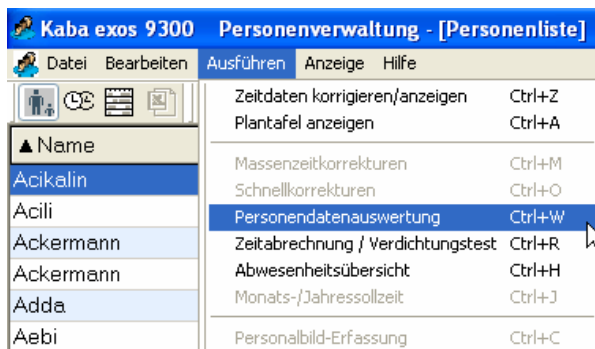 Kaba exos 9300 Personenverwaltung - [Personenliste]
Datei Bearbeiten Ausführen Anzeige Hilfe
Zeitdaten korrigieren/anzeigen Ctrl+Z
Plantafel anzeigen Ctrl+A
▲Name
Massenzeitkorrekturen Ctrl+M
Acikalin
Schnellkorrekturen Ctrl+O
Acili
Personendatenauswertung Ctrl+W
Ackermann
Zeitabrechnung / Verdichtungstest Ctrl+R
Ackermann
Abwesenheitsübersicht Ctrl+H
Adda
Monats-/Jahressollzeit Ctrl+J
Aebi
Personalbild-Erfassung Ctrl+C